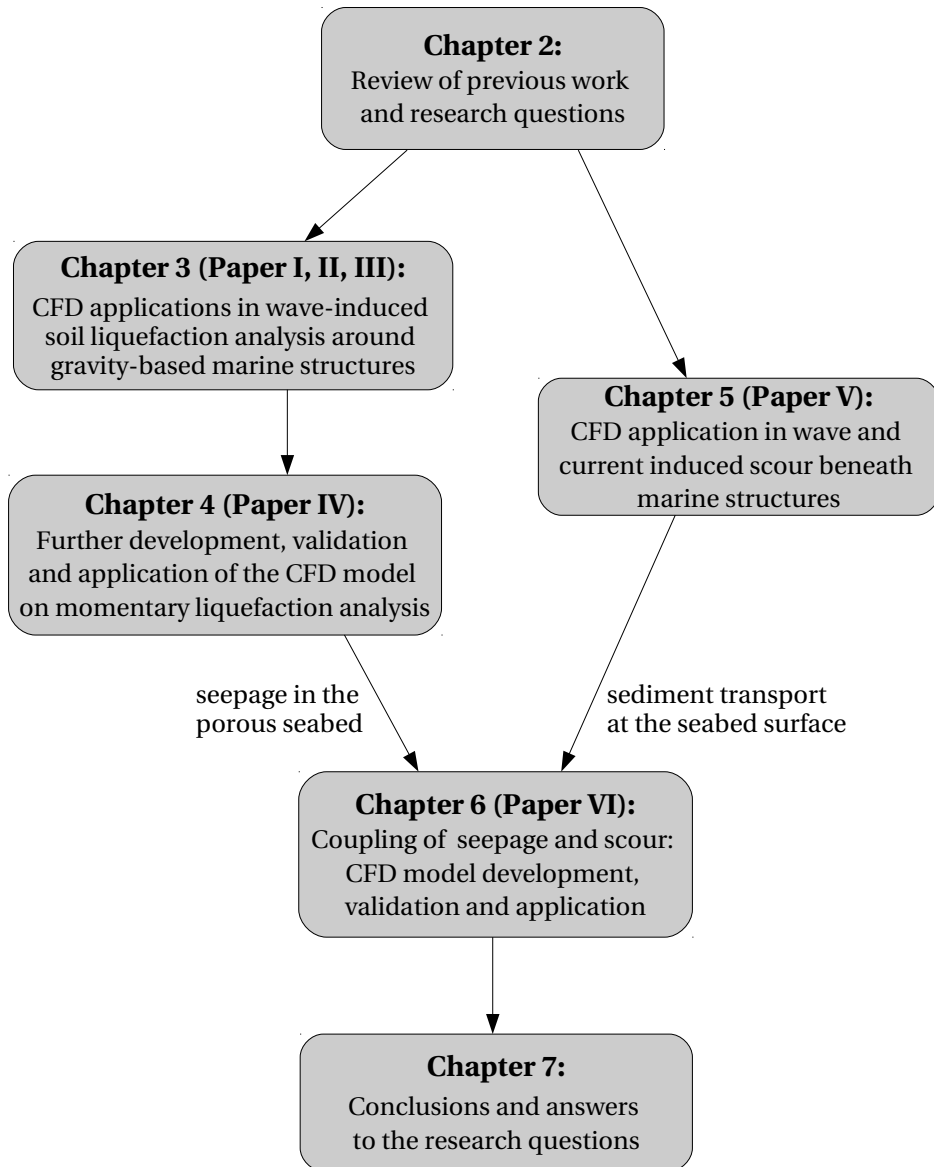 Chapter 2:
Review of previous work
and research questions
Chapter 3 (Paper I, II, III):
CFD applications in wave-induced
soil liquefaction analysis around
gravity-based marine structures
Chapter 5 (Paper V):
CFD application in wave and
current induced scour beneath
marine structures
Chapter 4 (Paper IV):
Further development, validation
and application of the CFD model
on momentary liquefaction analysis
seepage in the
porous seabed
sediment transport
at the seabed surface
Chapter 6 (Paper VI):
Coupling of seepage and scour:
CFD model development,
validation and application
Chapter 7:
Conclusions and answers
to the research questions